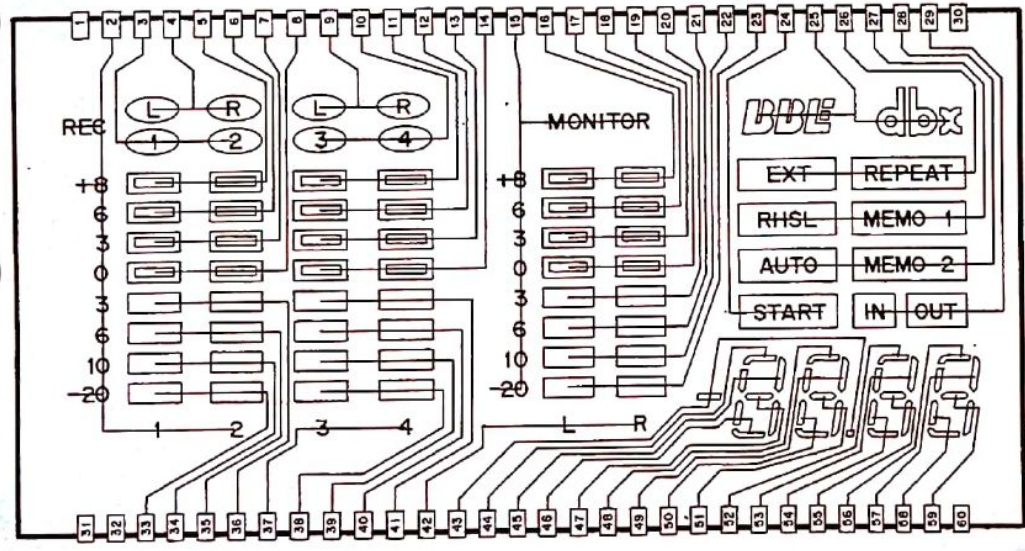 1 2 3 4 5 6 7 8 9 10 11 12 13 14 15 16 17 18 19 20 21 22 23 24 25 26 27 28 29 30
L R L R
REC 1 2 3 4 MONITOR BBE dbx
+8 +8 EXT REPEAT
6 6 RHSL MEMO 1
3 3
0 0 AUTO MEMO 2
3 3 START IN OUT
6 6
10 10
-20 -20
1 2 3 4 L R
31 32 33 34 35 36 37 38 39 40 41 42 43 44 45 46 47 48 49 50 51 52 53 54 55 56 57 58 59 60